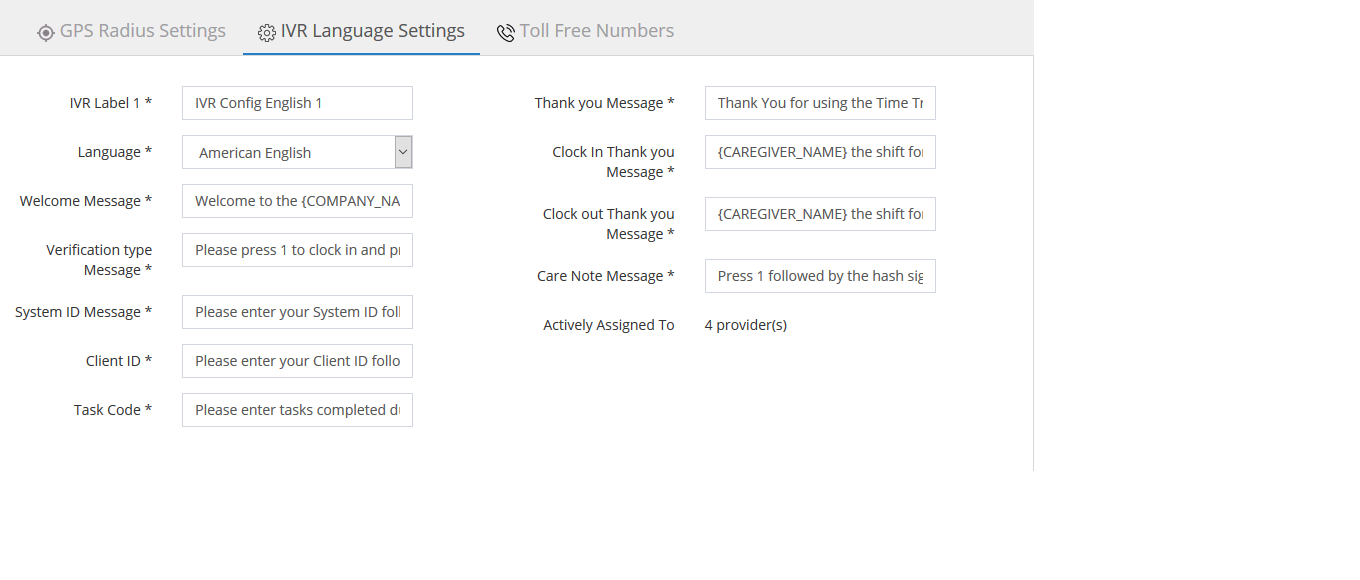 GPS Radius Settings
IVR Language Settings
Toll Free Numbers
IVR Label 1 *
IVR Config English 1
Language *
American English
Welcome Message *
Welcome to the {COMPANY_NA
Verification type
Message *
Please press 1 to clock in and
System ID Message *
Please enter your System ID
Client ID *
Please enter your Client ID follo
Task Code *
Please enter tasks completed
Thank you Message *
Thank You for using the Time
Clock In Thank you
Message *
{CAREGIVER_NAME} the shift
Clock out Thank you
Message *
{CAREGIVER_NAME} the shift
Care Note Message *
Press 1 followed by the hash
Actively Assigned To
4 provider(s)